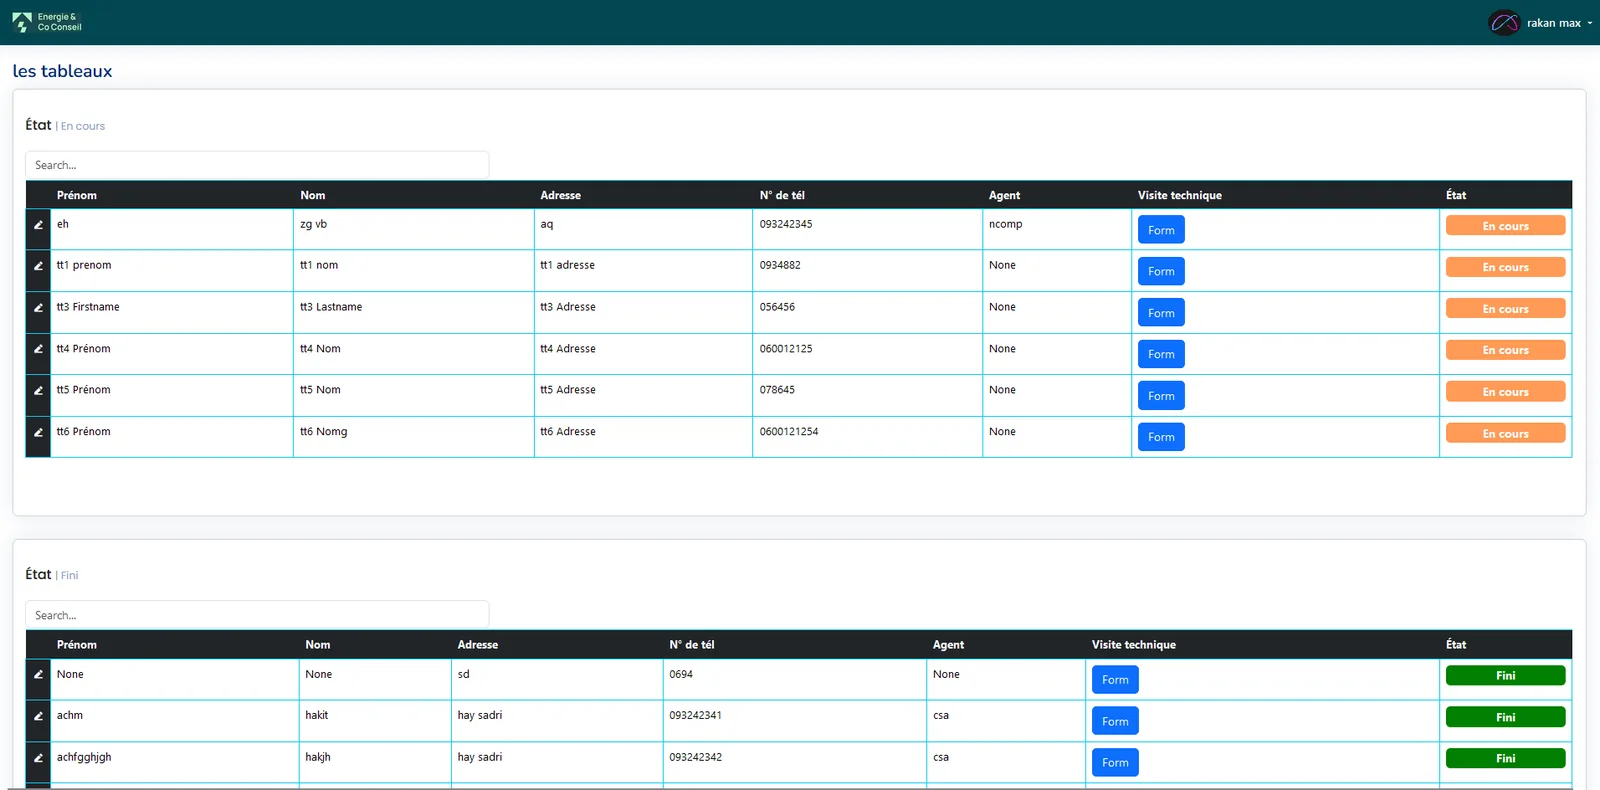 Energie &
Co Conseil
rakan max
les tableaux
État | En cours
Search...
Prénom Nom Adresse N° de tél Agent Visite technique État
eh zg vb aq 093242345 ncomp Form En cours
tt1 prenom tt1 nom tt1 adresse 0934882 None Form En cours
tt3 Firstname tt3 Lastname tt3 Adresse 056456 None Form En cours
tt4 Prénom tt4 Nom tt4 Adresse 060012125 None Form En cours
tt5 Prénom tt5 Nom tt5 Adresse 078645 None Form En cours
tt6 Prénom tt6 Nomg tt6 Adresse 0600121254 None Form En cours
État | Fini
Search...
Prénom Nom Adresse N° de tél Agent Visite technique État
None None sd 0694 None Form Fini
achm hakit hay sadri 093242341 csa Form Fini
achfgghjgh hakjh hay sadri 093242342 csa Form Fini